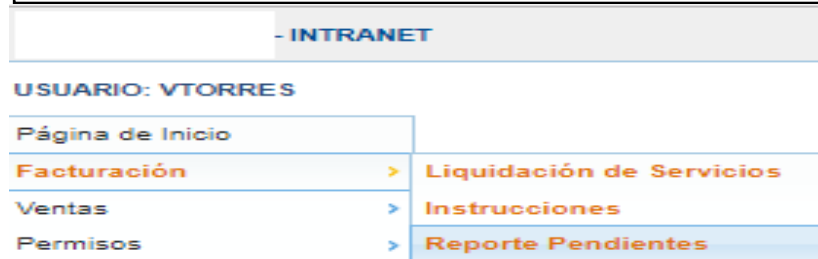 - INTRANET
USUARIO: VTORRES
Página de Inicio
Facturación > Liquidación de Servicios
Ventas > Instrucciones
Permisos > Reporte Pendientes